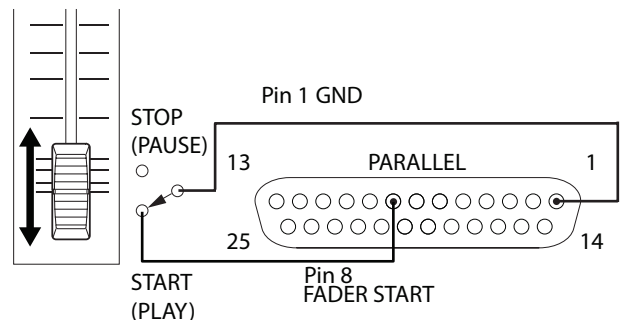 Pin 1 GND
STOP
(PAUSE)
13
PARALLEL
1
25
14
START
(PLAY)
Pin 8
FADER START